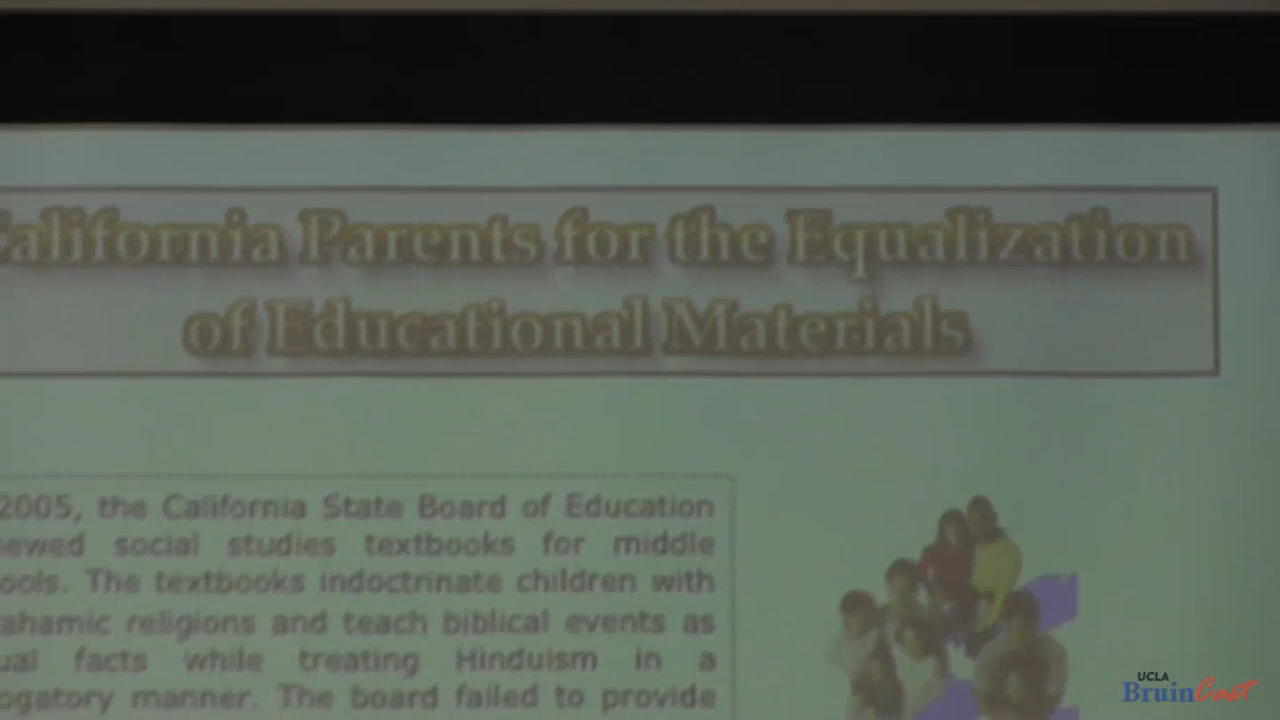 California Parents for the Equalization
of Educational Materials
2005, the California State Board of Education
iewed social studies textbooks for middle
ools. The textbooks indoctrinate children with
ahamic religions and teach biblical events as
ual facts while treating Hinduism in a
ogatory manner. The board failed to provide
UCLA
BruinCast